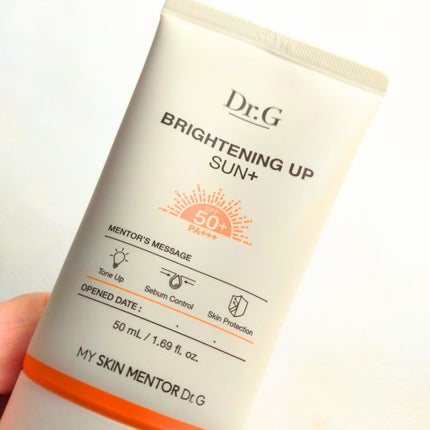 Dr.G
BRIGHTENING UP
SUN+
SPF
50+
PA+++
MENTOR'S MESSAGE
Tone Up
Sebum Control
Skin Protection
OPENED DATE : . .
50 mL / 1.69 fl. oz.
MY SKIN MENTOR Dr.G